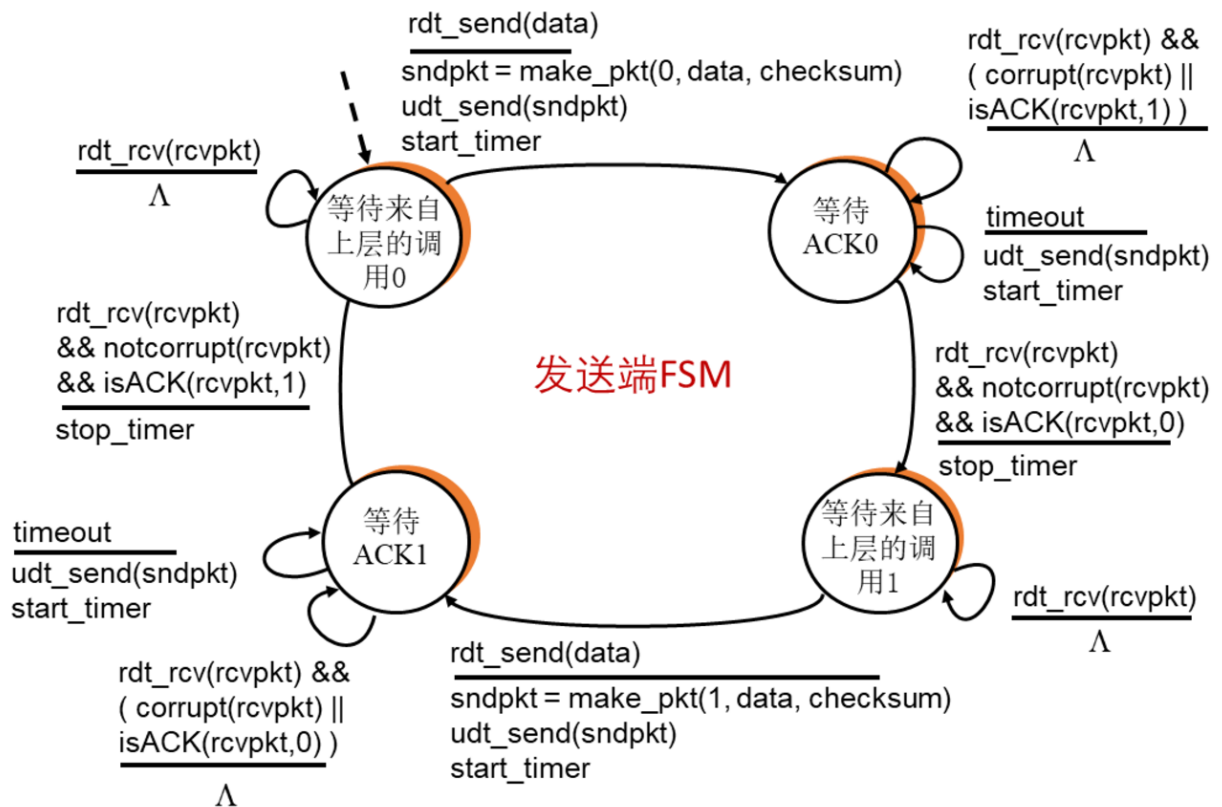 rdt_send(data)
sndpkt = make_pkt(0, data, checksum)
udt_send(sndpkt)
start_timer
rdt_rcv(rcvpkt) &&
( corrupt(rcvpkt) ||
isACK(rcvpkt,1) )
Λ
rdt_rcv(rcvpkt)
Λ
等待来自
上层的调
用0
等待
ACK0
timeout
udt_send(sndpkt)
start_timer
rdt_rcv(rcvpkt)
&& notcorrupt(rcvpkt)
&& isACK(rcvpkt,1)
stop_timer
发送端FSM
rdt_rcv(rcvpkt)
&& notcorrupt(rcvpkt)
&& isACK(rcvpkt,0)
stop_timer
等待
ACK1
等待来自
上层的调
用1
timeout
udt_send(sndpkt)
start_timer
rdt_rcv(rcvpkt)
Λ
rdt_rcv(rcvpkt) &&
( corrupt(rcvpkt) ||
isACK(rcvpkt,0) )
Λ
rdt_send(data)
sndpkt = make_pkt(1, data, checksum)
udt_send(sndpkt)
start_timer